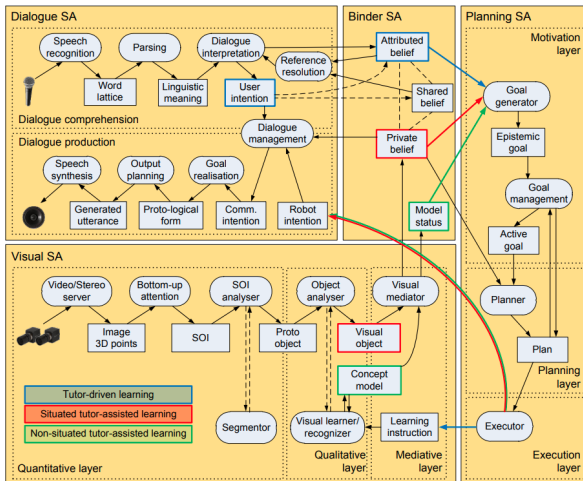 Dialogue SA
Speech
recognition
Parsing
Dialogue
interpretation
Reference
resolution
Word
lattice
Linguistic
meaning
User
intention
Dialogue comprehension
Dialogue
management
Dialogue production
Speech
synthesis
Output
planning
Goal
realisation
Generated
utterance
Proto-logical
form
Comm.
intention
Robot
intention
Binder SA
Attributed
belief
Shared
belief
Private
belief
Model
status
Planning SA
Motivation
layer
Goal
generator
Epistemic
goal
Goal
management
Active
goal
Planner
Plan
Planning
layer
Executor
Execution
layer
Visual SA
Video/Stereo
server
Bottom-up
attention
SOI
analyser
Object
analyser
Visual
mediator
Image
3D points
SOI
Proto
object
Visual
object
Concept
model
Tutor-driven learning
Situated tutor-assisted learning
Non-situated tutor-assisted learning
Segmentor
Visual learner/
recognizer
Learning
instruction
Quantitative layer
Qualitative
layer
Mediative
layer